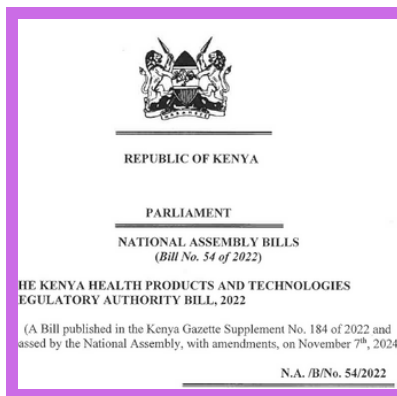 REPUBLIC OF KENYA
PARLIAMENT
NATIONAL ASSEMBLY BILLS
(Bill No. 54 of 2022)
HE KENYA HEALTH PRODUCTS AND TECHNOLOGIES
EGULATORY AUTHORITY BILL, 2022
(A Bill published in the Kenya Gazette Supplement No. 184 of 2022 and
assed by the National Assembly, with amendments, on November 7th, 2024
N.A. /B/No. 54/2022